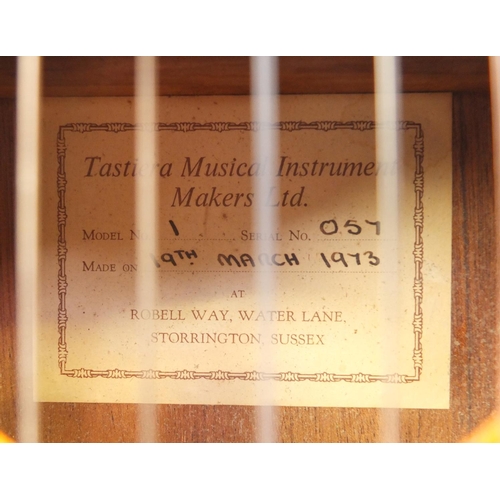 Tastiera Musical Instrument
Makers Ltd.
MODEL No. 1 SERIAL No. 057
MADE ON 19TH MARCH 1973
AT
ROBELL WAY, WATER LANE,
STORRINGTON, SUSSEX